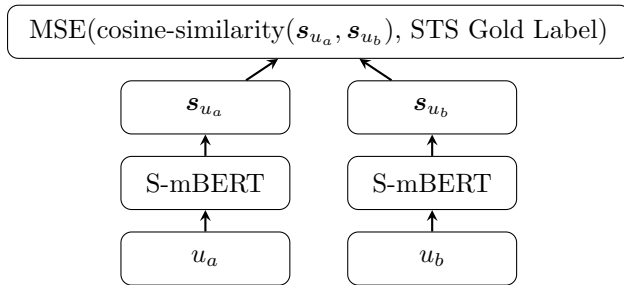 MSE(cosine-similarity(s_{u_a}, s_{u_b}), STS Gold Label)
s_{u_a} s_{u_b}
S-mBERT S-mBERT
u_a u_b